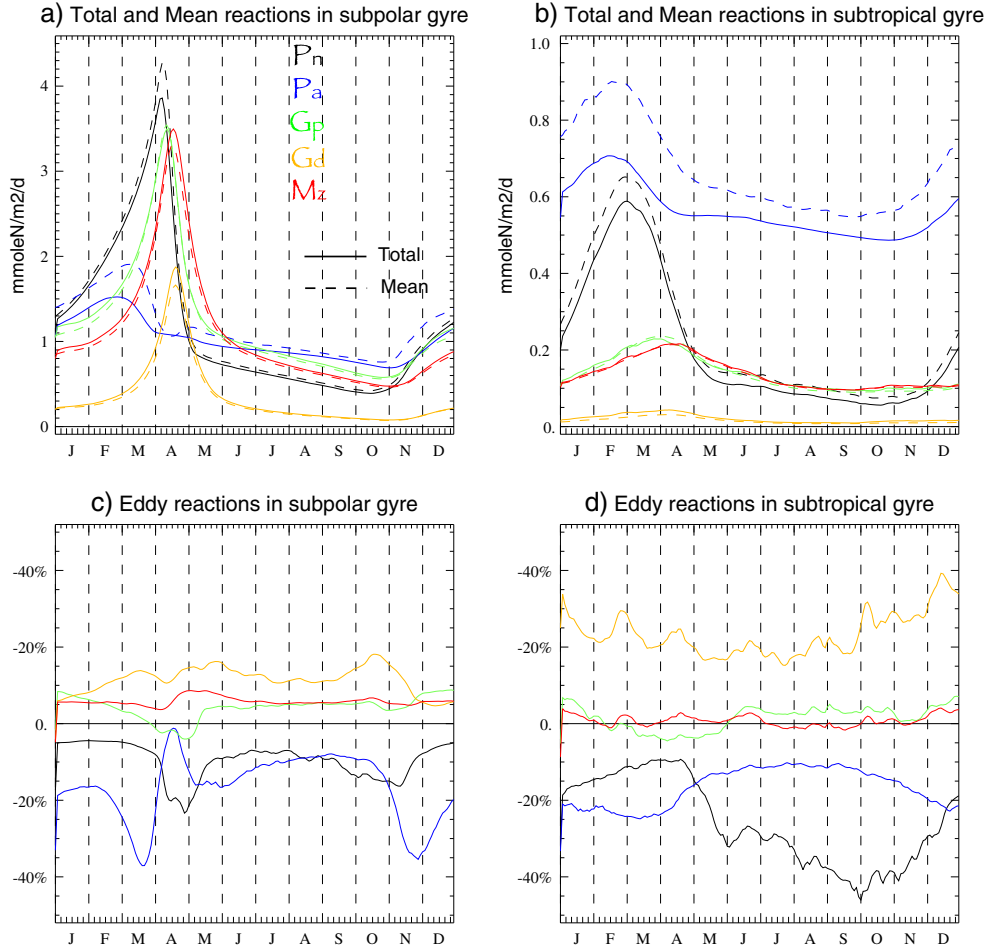 a) Total and Mean reactions in subpolar gyre
b) Total and Mean reactions in subtropical gyre
mmoleN/m2/d
4
3
2
1
0
Pn
Pa
Gp
Gd
Mz
Total
Mean
J F M A M J J A S O N D
mmoleN/m2/d
1.0
0.8
0.6
0.4
0.2
0.
J F M A M J J A S O N D
c) Eddy reactions in subpolar gyre
d) Eddy reactions in subtropical gyre
-40%
-20%
0.
-20%
-40%
J F M A M J J A S O N D
-40%
-20%
0.
-20%
-40%
J F M A M J J A S O N D